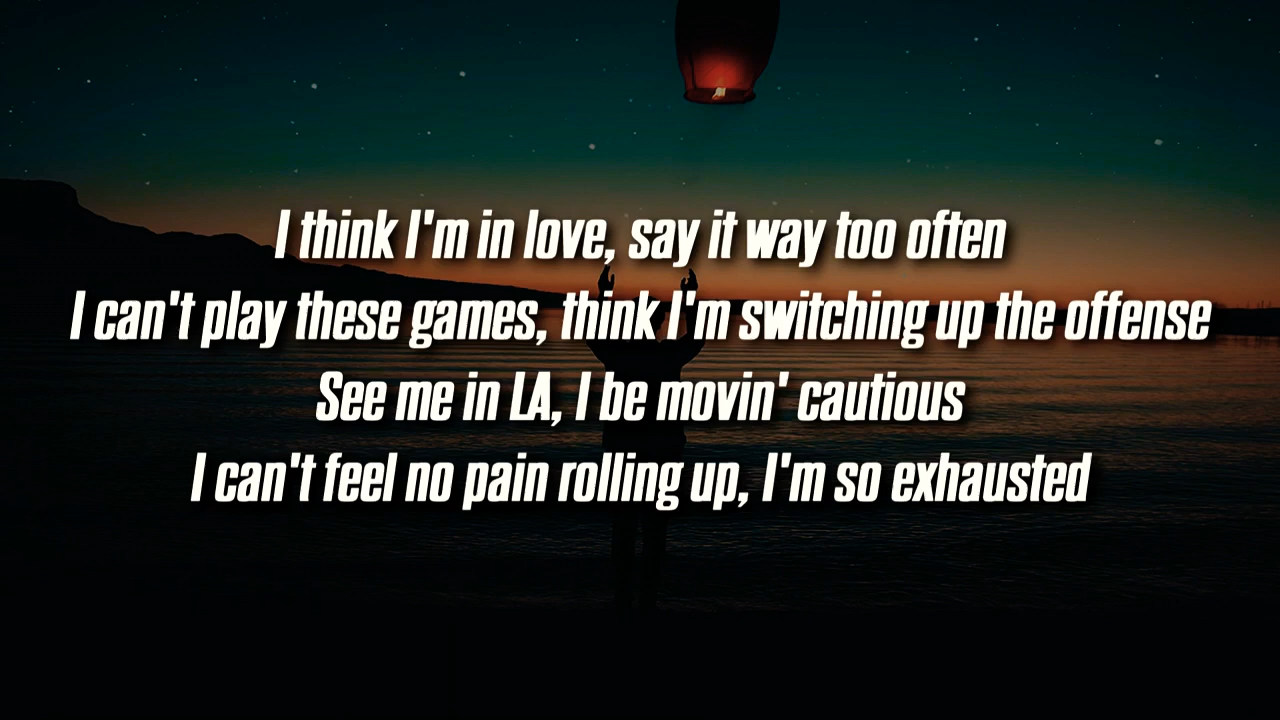 I think I'm in love, say it way too often
I can't play these games, think I'm switching up the offense
See me in LA, I be movin' cautious
I can't feel no pain rolling up, I'm so exhausted